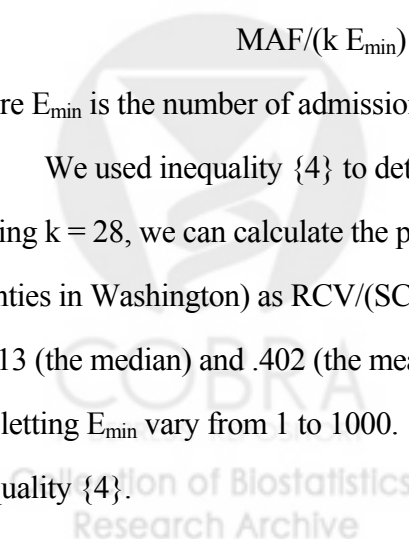 MAF/(k Emin)
re Emin is the number of admission
We used inequality {4} to det
ing k = 28, we can calculate the p
nties in Washington) as RCV/(SC
13 (the median) and .402 (the mea
letting Emin vary from 1 to 1000.
quality {4}.
COBRA
Collection of Biostatistics
Research Archive